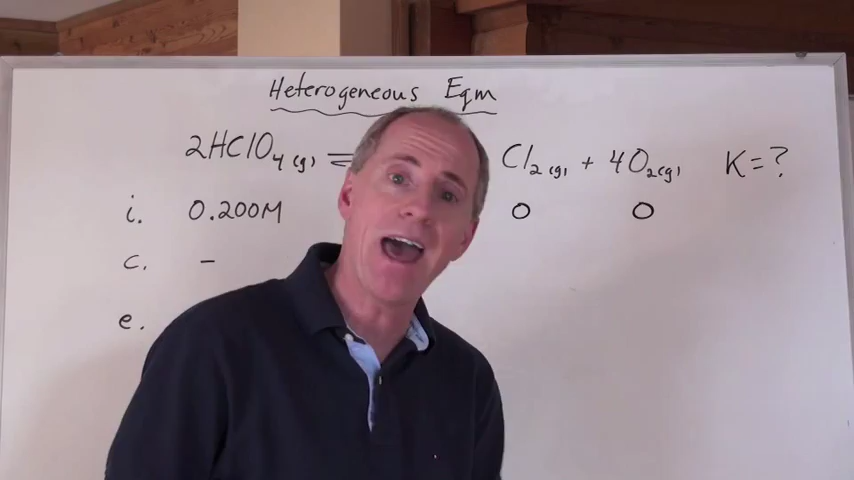 Heterogeneous Eqm
2HClO₄(g) ⇌ Cl₂(g) + 4O₂(g) K = ?
i. 0.200M 0 0
c. -
e.